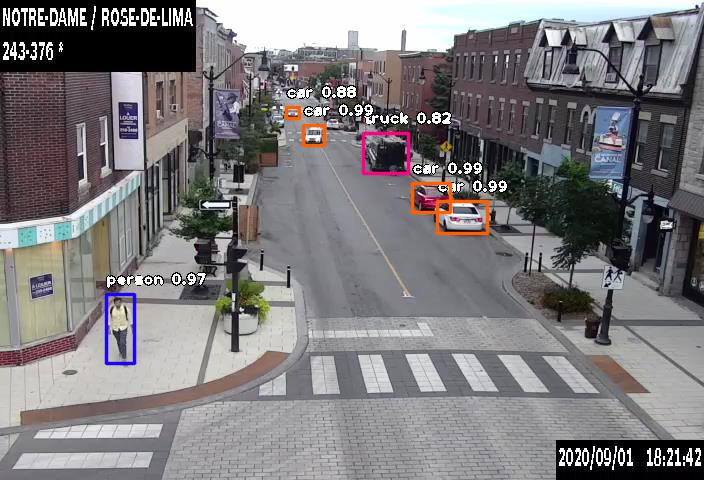 NOTRE-DAME / ROSE-DE-LIMA
243-376 *
car 0.88
car 0.99
truck 0.82
car 0.99
car 0.99
person 0.97
À LOUER
À LOUER
CANAL
2020/09/01 18:21:42